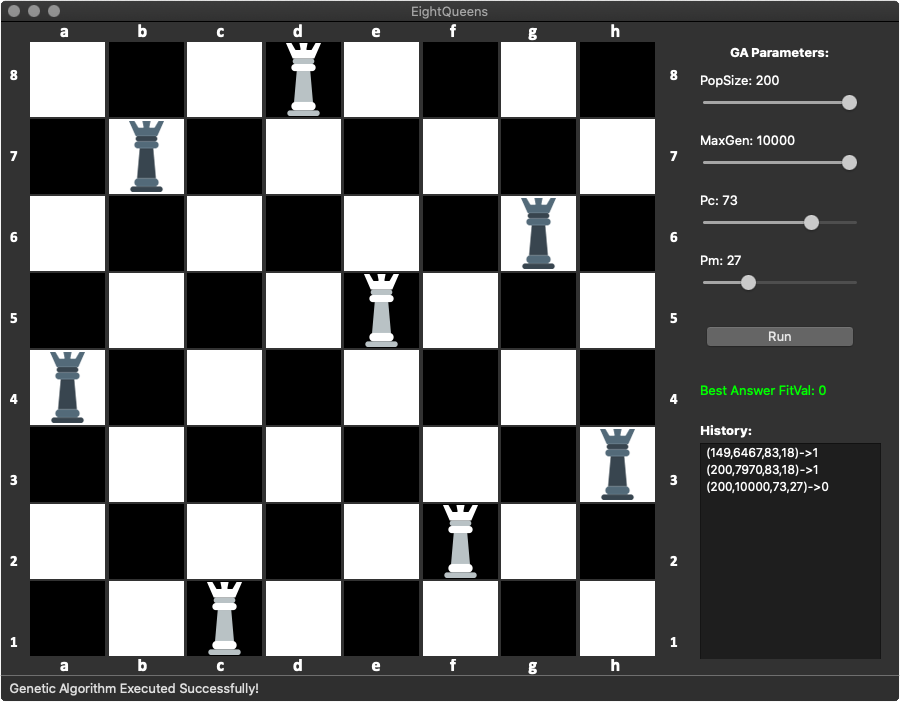 EightQueens
a b c d e f g h
GA Parameters:
8 8
PopSize: 200
MaxGen: 10000
7 7
Pc: 73
6 6
Pm: 27
5 5
Run
Best Answer FitVal: 0
4 4
History:
(149,6467,83,18)->1
(200,7970,83,18)->1
3 3
(200,10000,73,27)->0
2 2
1 1
a b c d e f g h
Genetic Algorithm Executed Successfully!